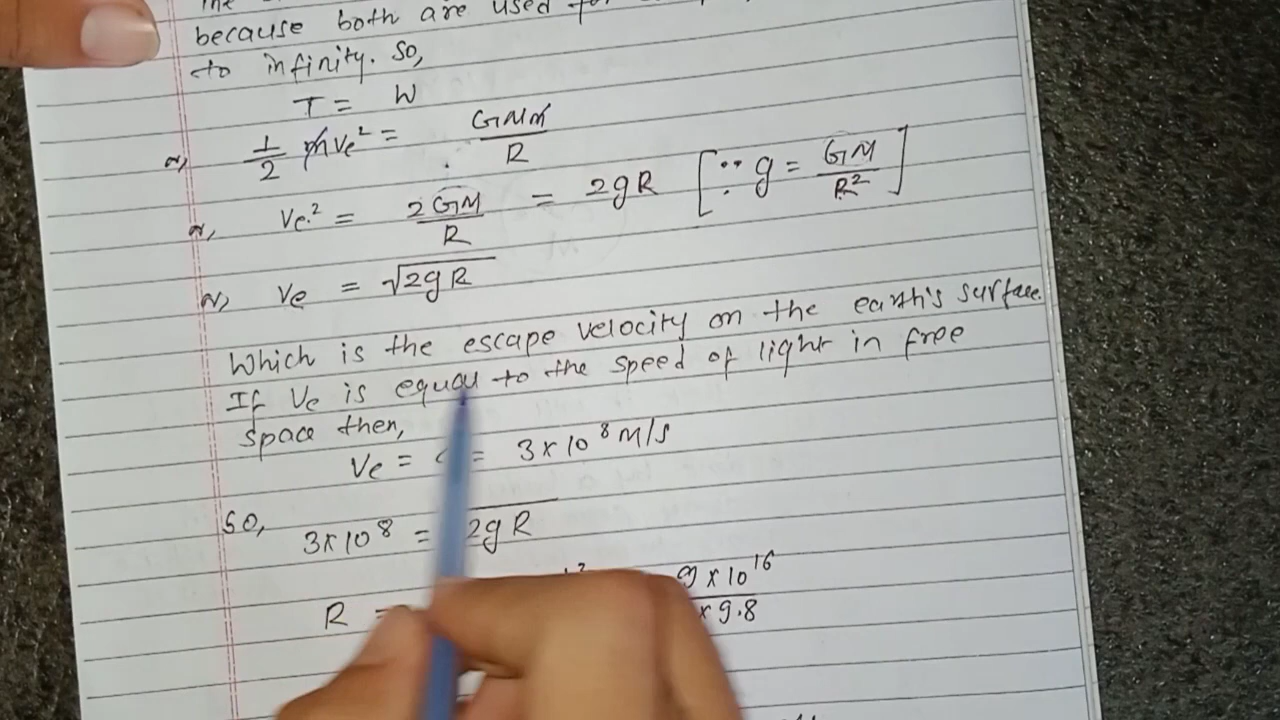 because both are used
to infinity. So,
T = W
or, 1/2 mve² = GMm/R
or, Ve² = 2GM/R = 2gR [∵ g = GM/R²]
or, Ve = √2gR
Which is the escape velocity on the earth's surface.
If Ve is equal to the speed of light in free
space then,
Ve = = 3×10⁸ M/s
So, 3×10⁸ = 2gR
R = 9×10¹⁶ / ×9.8